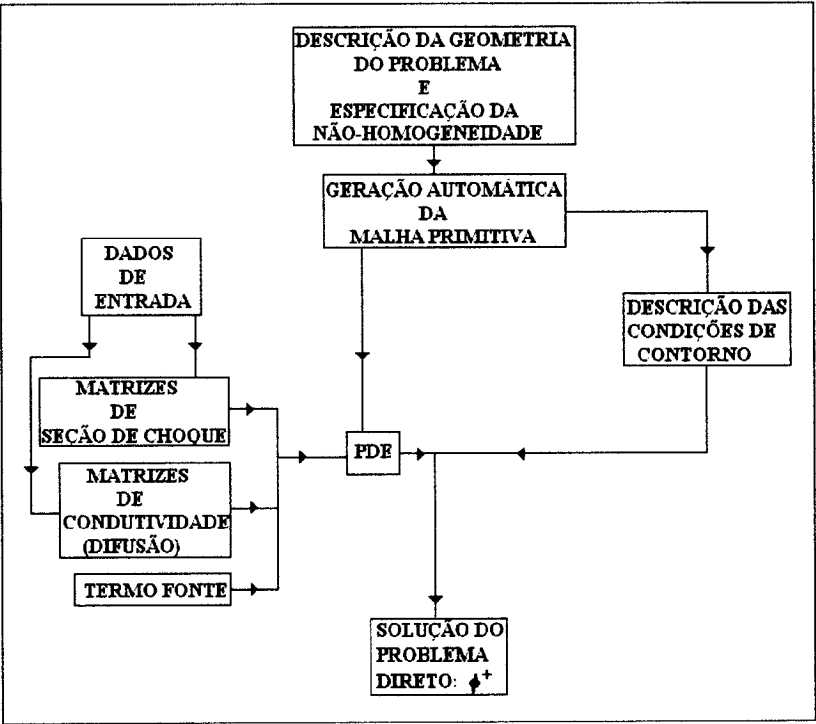 DESCRIÇÃO DA GEOMETRIA
DO PROBLEMA
E
ESPECIFICAÇÃO DA
NÃO-HOMOGENEIDADE
GERAÇÃO AUTOMÁTICA
DA
MALHA PRIMITIVA
DADOS
DE
ENTRADA
DESCRIÇÃO DAS
CONDIÇÕES DE
CONTORNO
MATRIZES
DE
SEÇÃO DE CHOQUE
PDE
MATRIZES
DE
CONDUTIVIDADE
(DIFUSÃO)
TERMO FONTE
SOLUÇÃO DO
PROBLEMA
DIRETO: ϕ⁺